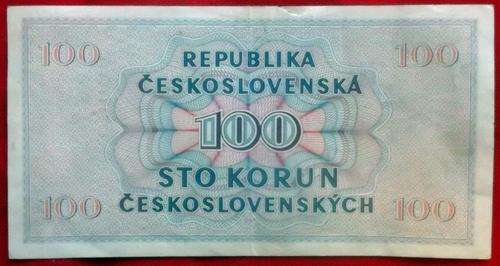 100 100
REPUBLIKA
ČESKOSLOVENSKÁ
100
STO KORUN
ČESKOSLOVENSKÝCH
100 100